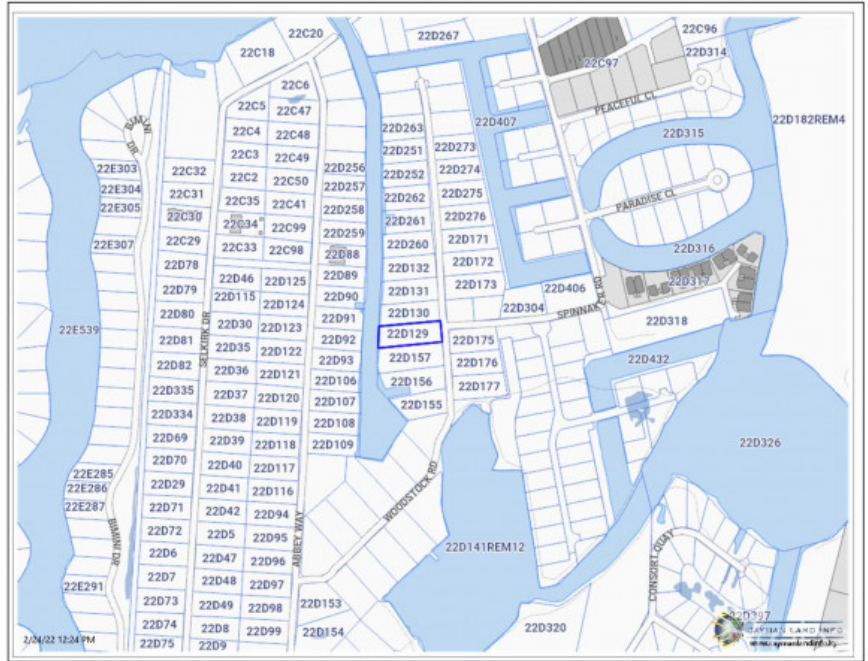 22C20
22C18
22D267
22C96
22D314
22C97
22C6
22C5
22C47
PEACEFUL CL
22D182REM4
BIMINI DR
22C4
22C48
22D263
22D407
22D315
22C3
22C49
22D251
22D273
22E303
22C32
22C2
22D256
22D252
22D274
22E304
22C31
22C50
22D257
22D262
22D275
PARADISE CL
22E305
22C30
22C35
22C41
22D258
22D261
22D276
22C34
22C99
22D259
22E307
22C29
22C33
22C98
22D88
22D260
22D171
22D316
22D78
22D46
22D125
22D89
22D132
22D172
22D317
22D79
22D115
22D124
22D90
22D131
22D173
22D406
22D304
22E539
22D80
SELKIRK DR
22D30
22D123
22D91
22D130
SPINNAKER RD
22D318
22D81
22D35
22D122
22D92
22D129
22D175
22D82
22D36
22D121
22D93
22D157
22D176
22D432
22D335
22D37
22D120
22D106
22D156
22D177
22D334
22D38
22D119
22D107
22D155
22D69
22D39
22D118
22D108
22D109
22D326
22D70
22D40
22D117
22E285
22E286
22E287
22D29
22D41
22D116
WOODSTOCK RD
22D71
22D42
22D94
22D72
22D5
22D95
ABBEY WAY
22D141REM12
BIMINI DR
22D6
22D47
22D96
CONSORT QUAY
22E291
22D7
22D48
22D97
22D73
22D49
22D98
22D153
22D397
22D74
22D8
22D99
22D154
22D320
22D75
22D9
2/24/22 12:24 PM
CAYMAN LAND INFO
www.caymanlandinfo.ky